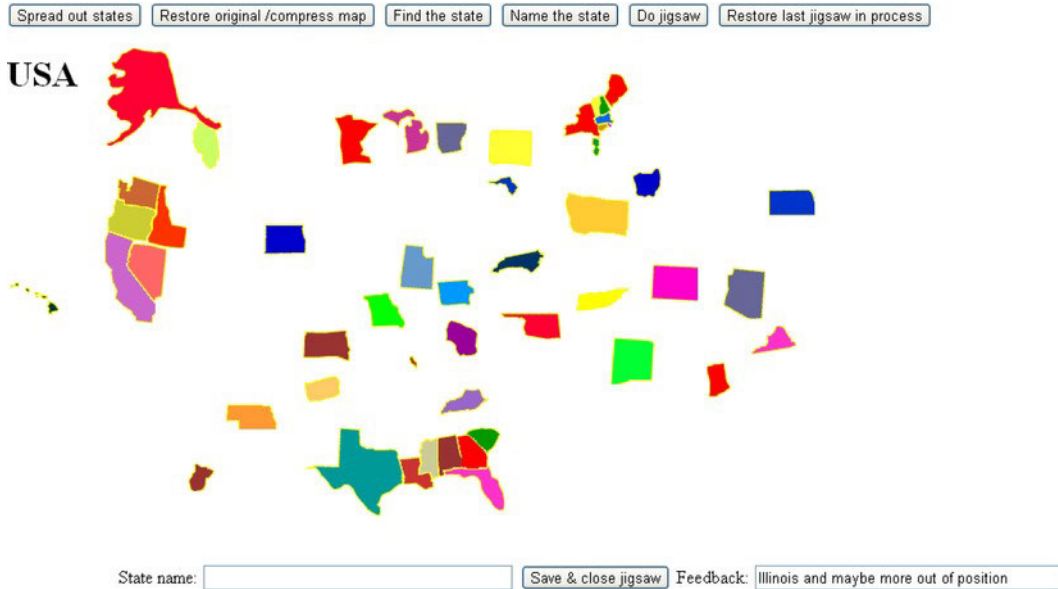 Spread out states Restore original /compress map Find the state Name the state Do jigsaw Restore last jigsaw in process
USA
State name: Save & close jigsaw Feedback: Illinois and maybe more out of position